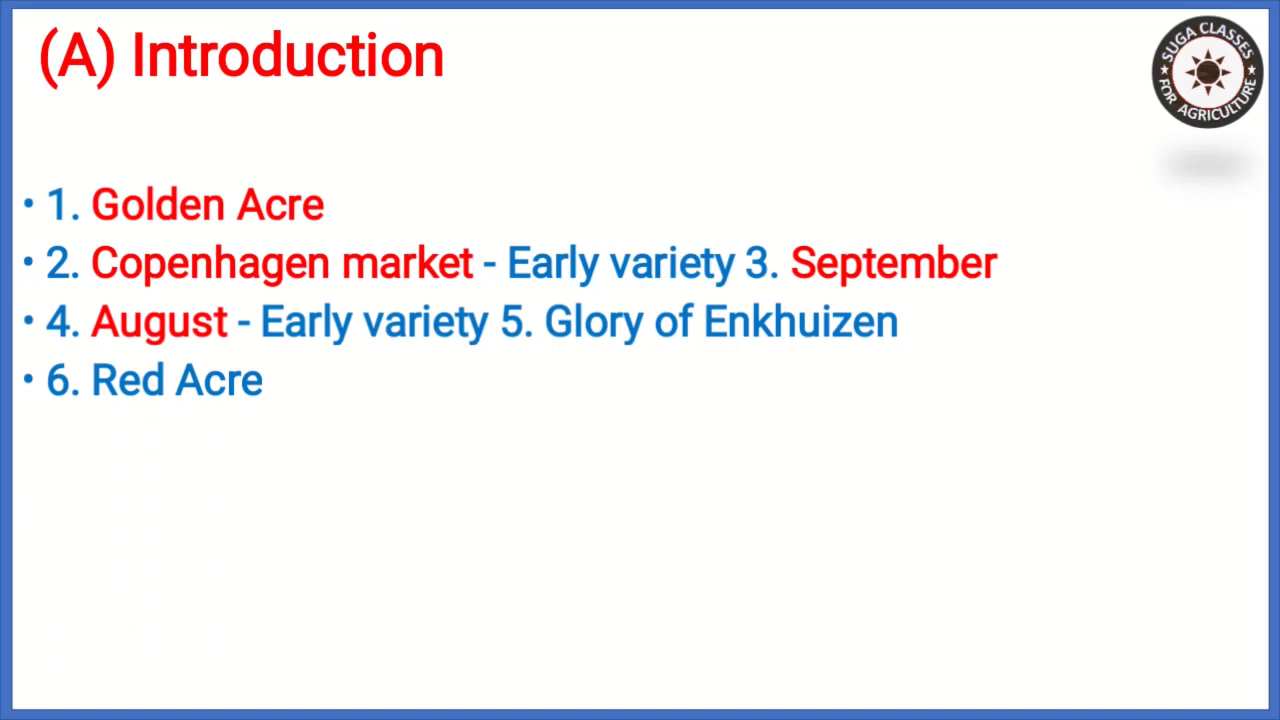 (A) Introduction
SUGA CLASSES
FOR AGRICULTURE
• 1. Golden Acre
• 2. Copenhagen market - Early variety 3. September
• 4. August - Early variety 5. Glory of Enkhuizen
• 6. Red Acre